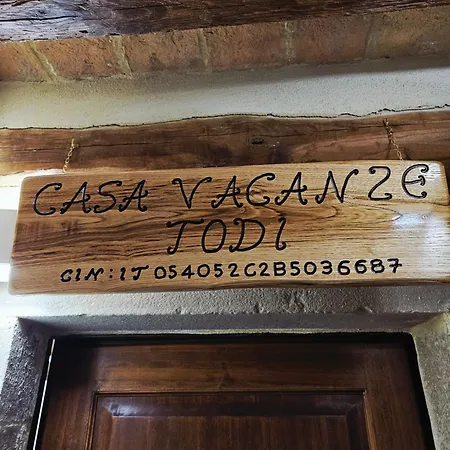 CASA VACANZE
TODI
CIN: IT054052C2B5036687